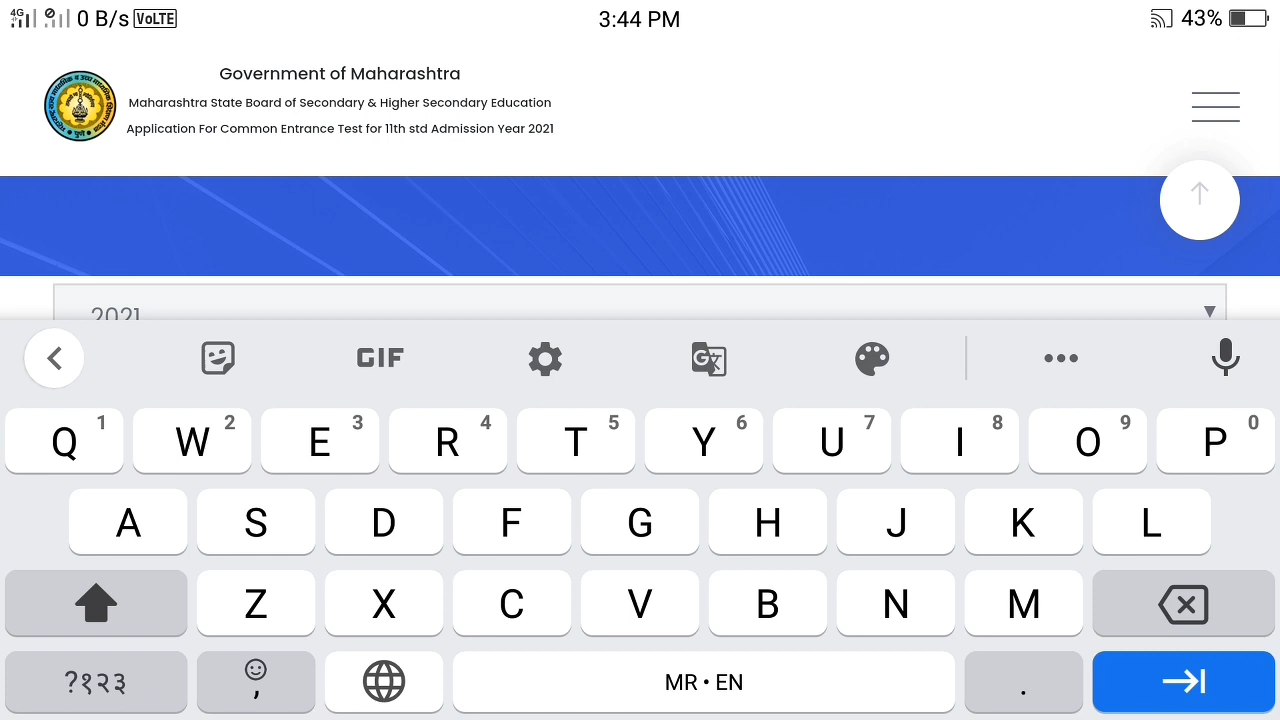 4G 0 B/s VoLTE 3:44 PM 43%
Government of Maharashtra
Maharashtra State Board of Secondary & Higher Secondary Education
Application For Common Entrance Test for 11th std Admission Year 2021
2021
GIF G
Q 1 W 2 E 3 R 4 T 5 Y 6 U 7 I 8 O 9 P 0
A S D F G H J K L
Z X C V B N M
?१२३ , MR • EN .